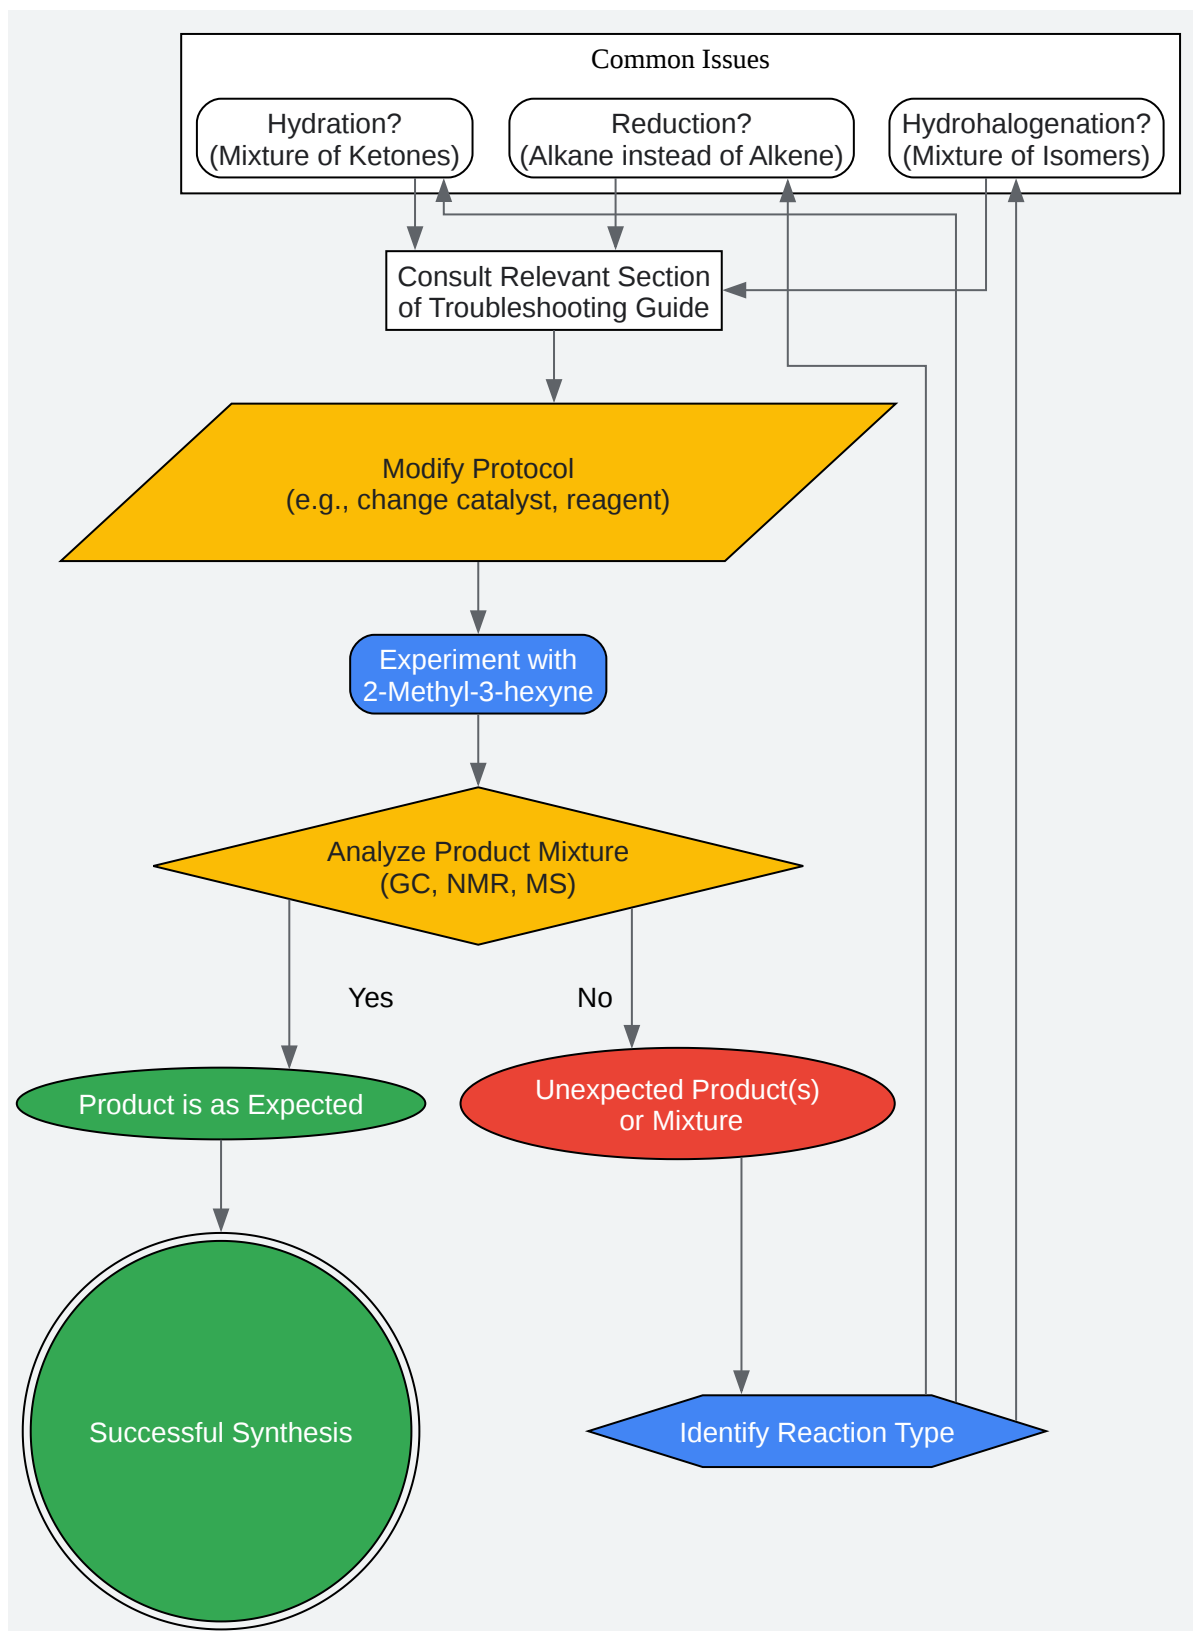 Common Issues
Hydration?
(Mixture of Ketones)
Reduction?
(Alkane instead of Alkene)
Hydrohalogenation?
(Mixture of Isomers)
Consult Relevant Section
of Troubleshooting Guide
Modify Protocol
(e.g., change catalyst, reagent)
Experiment with
2-Methyl-3-hexyne
Analyze Product Mixture
(GC, NMR, MS)
Yes
No
Product is as Expected
Unexpected Product(s)
or Mixture
Successful Synthesis
Identify Reaction Type